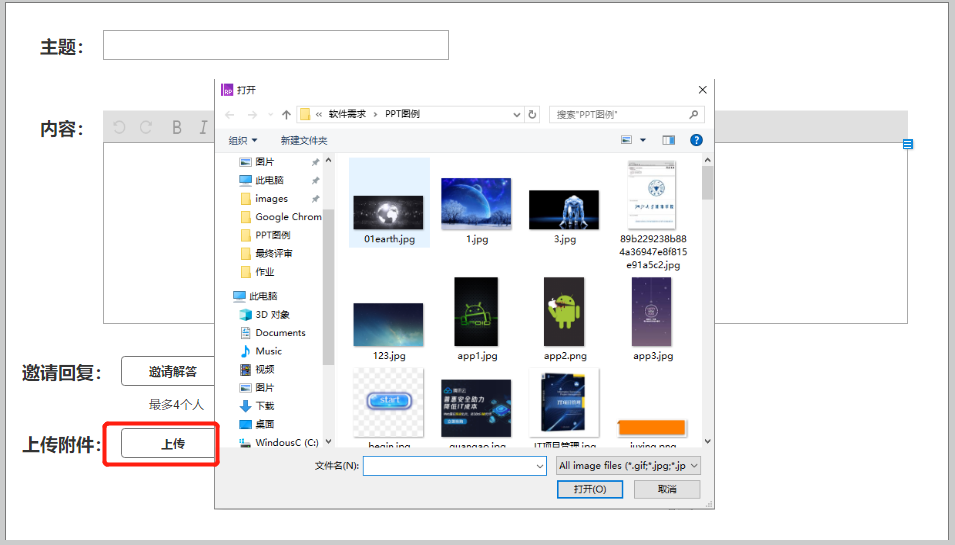 主题：
打开
软件需求
PPT图例
搜索"PPT图例"
内容：
B I
组织
新建文件夹
图片
此电脑
images
Google Chrom
PPT图例
最终评审
作业
此电脑
3D 对象
Documents
Music
视频
图片
下载
桌面
WindousC (C:)
01earth.jpg
1.jpg
3.jpg
89b229238b88
4a36947e8f815
e91a5c2.jpg
123.jpg
app1.jpg
app2.png
app3.jpg
start
begin.jpg
guangao.jpg
IT项目管理.jpg
juxing.png
邀请回复：
邀请解答
最多4个人
上传附件：
上传
文件名(N):
All image files (*.gif;*.jpg;*.jp
打开(O)
取消